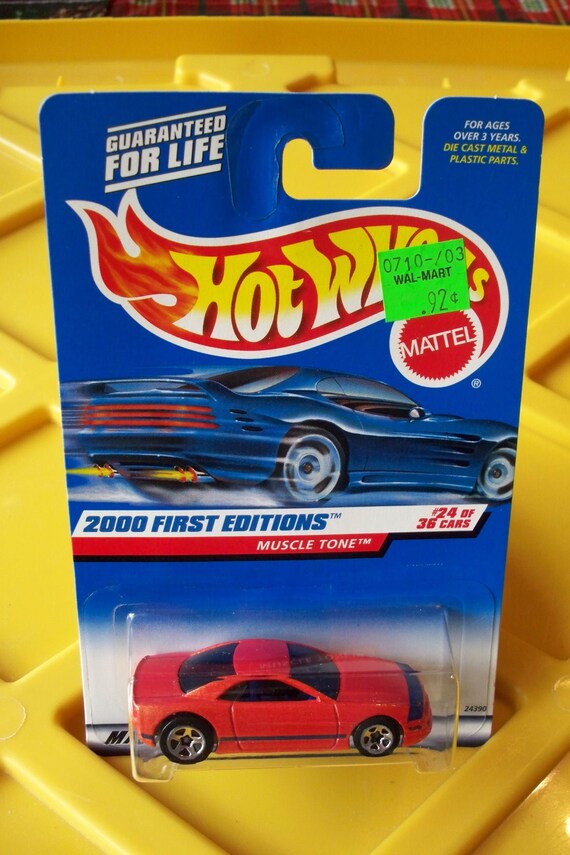 GUARANTEED
FOR LIFE
FOR AGES
OVER 3 YEARS.
DIE CAST METAL &
PLASTIC PARTS.
HOT
0710-/03
WAL-MART
.92¢
MATTEL
®
2000 FIRST EDITIONS™
#24 OF
36 CARS
MUSCLE TONE™
24390